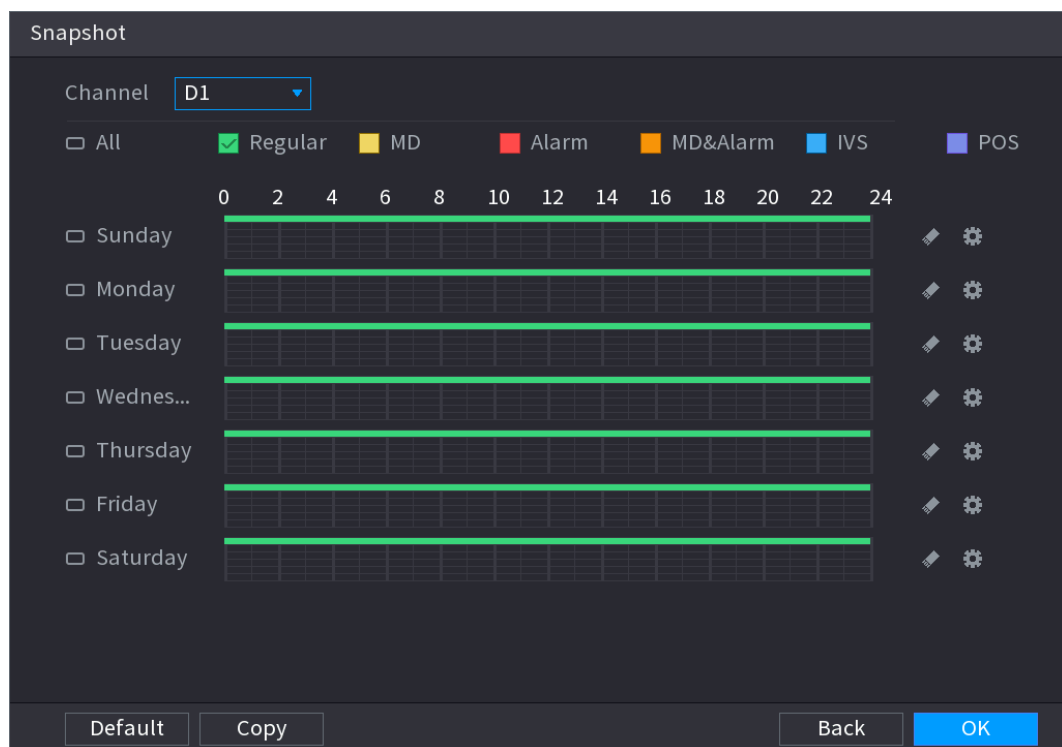 Snapshot
Channel D1
All Regular MD Alarm MD&Alarm IVS POS
0 2 4 6 8 10 12 14 16 18 20 22 24
Sunday
Monday
Tuesday
Wednes...
Thursday
Friday
Saturday
Default Copy Back OK